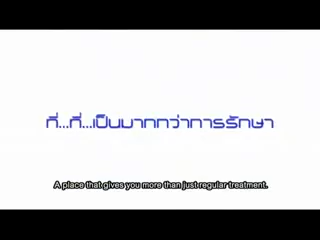 ที่...ที่...เป็นมากกว่าการรักษา
A place that gives you more than just regular treatment.